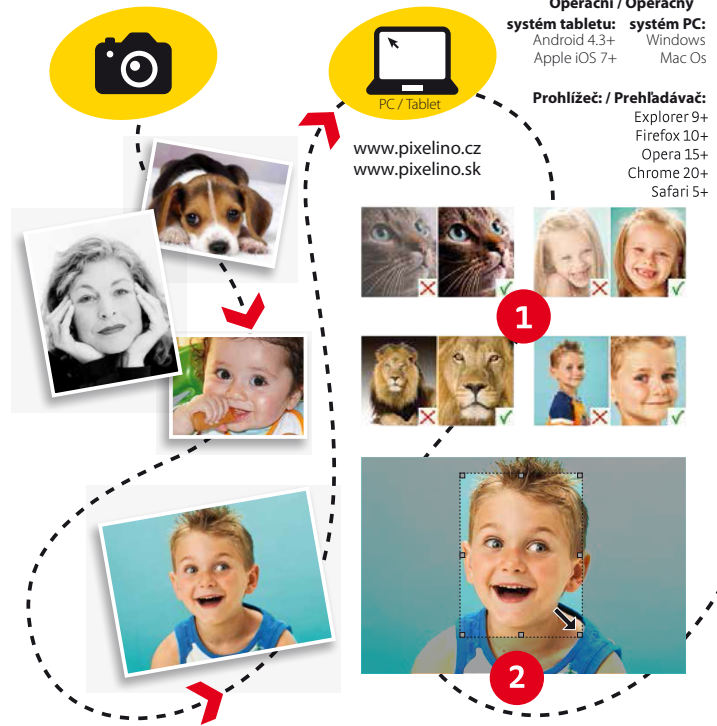 Operační / Operačný
systém tabletu: systém PC:
Android 4.3+ Windows
Apple iOS 7+ Mac Os
PC / Tablet
Prohlížeč: / Prehľadávač:
Explorer 9+
Firefox 10+
Opera 15+
Chrome 20+
Safari 5+
www.pixelino.cz
www.pixelino.sk
1
2